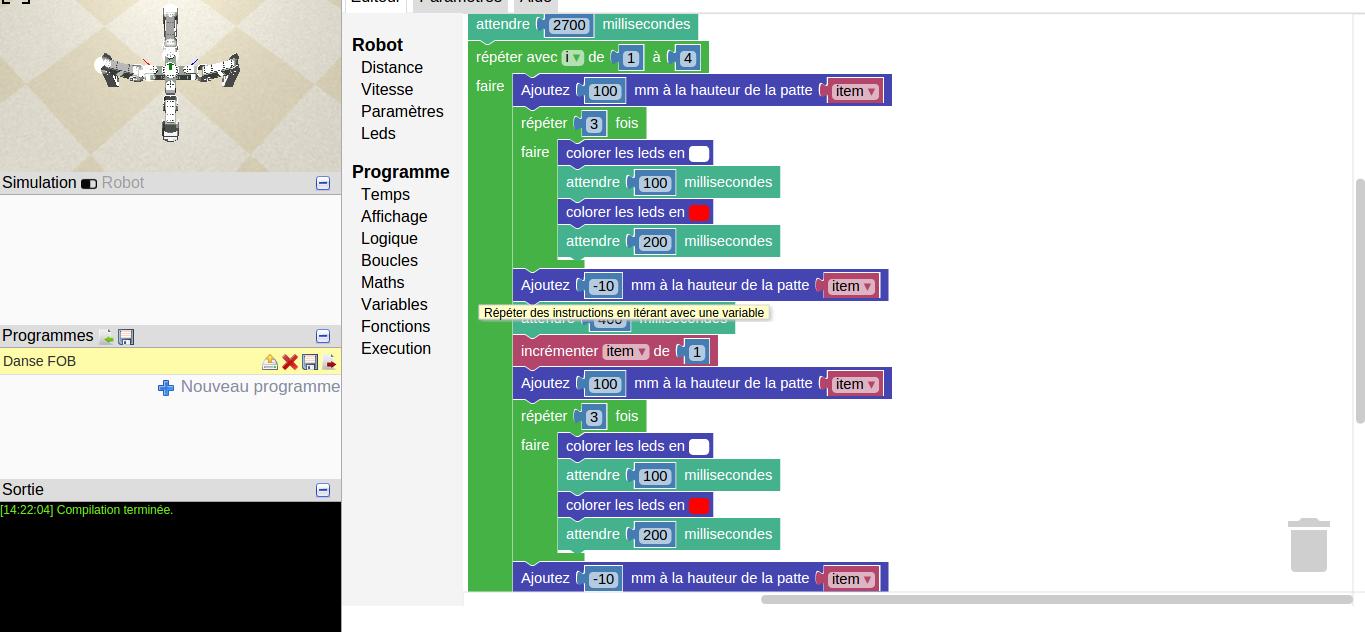 Editeur Paramètres Aide
Simulation Robot
Programmes
Danse FOB
Nouveau programme
Sortie
[14:22:04] Compilation terminée.
Robot
Distance
Vitesse
Paramètres
Leds
Programme
Temps
Affichage
Logique
Boucles
Maths
Variables
Fonctions
Execution
attendre 2700 millisecondes
répéter avec i de 1 à 4
faire
Ajoutez 100 mm à la hauteur de la patte item
répéter 3 fois
faire
colorer les leds en
attendre 100 millisecondes
colorer les leds en
attendre 200 millisecondes
Ajoutez -10 mm à la hauteur de la patte item
Répéter des instructions en itérant avec une variable
attendre 400 millisecondes
incrémenter item de 1
Ajoutez 100 mm à la hauteur de la patte item
répéter 3 fois
faire
colorer les leds en
attendre 100 millisecondes
colorer les leds en
attendre 200 millisecondes
Ajoutez -10 mm à la hauteur de la patte item